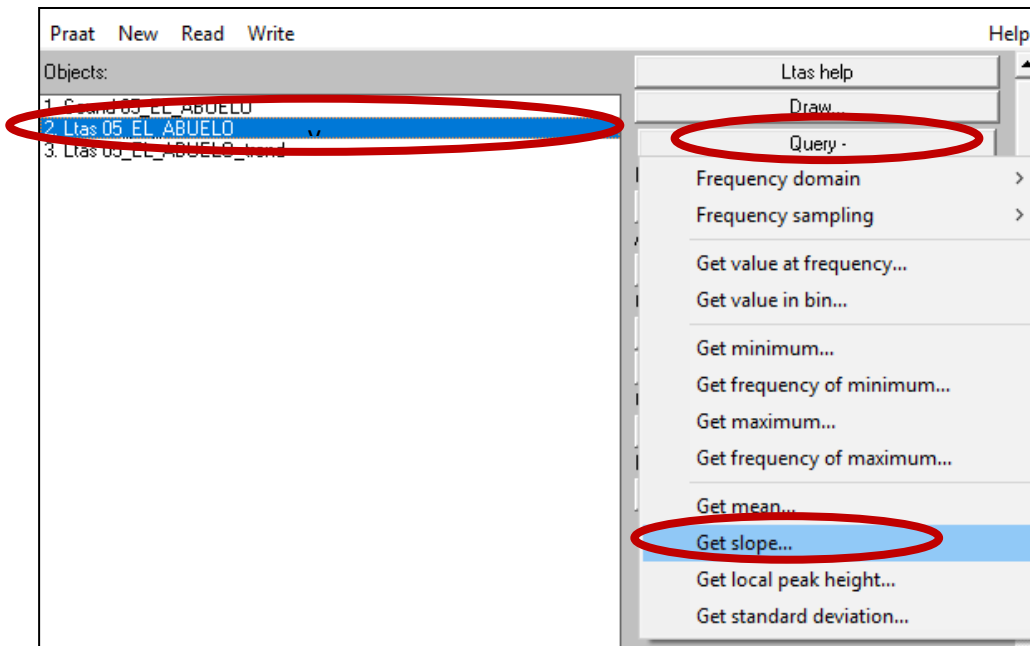 Praat New Read Write Help
Objects:
1. Sound 05_EL_ABUELO
2. Ltas 05_EL_ABUELO
3. Ltas 05_EL_ABUELO_trend
Ltas help
Draw...
Query -
Frequency domain >
Frequency sampling >
Get value at frequency...
Get value in bin...
Get minimum...
Get frequency of minimum...
Get maximum...
Get frequency of maximum...
Get mean...
Get slope...
Get local peak height...
Get standard deviation...